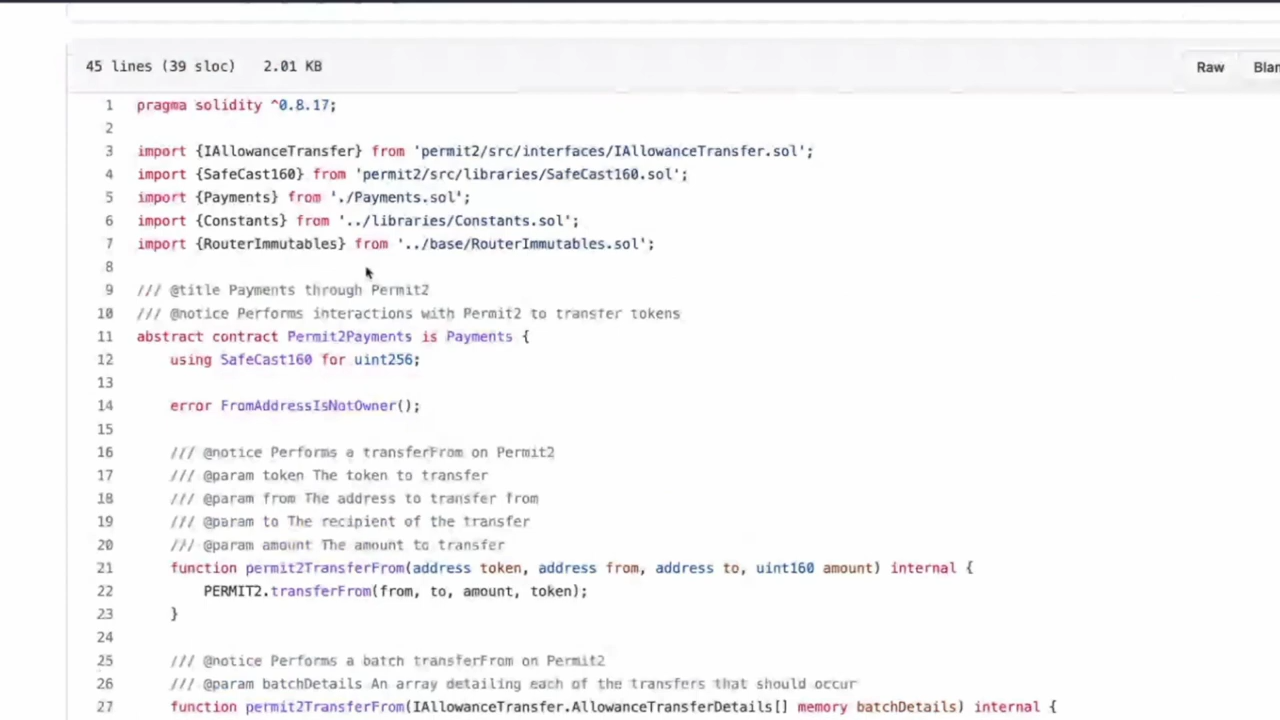 45 lines (39 sloc) 2.01 KB Raw
1 pragma solidity ^0.8.17;
2
3 import {IAllowanceTransfer} from 'permit2/src/interfaces/IAllowanceTransfer.sol';
4 import {SafeCast160} from 'permit2/src/libraries/SafeCast160.sol';
5 import {Payments} from './Payments.sol';
6 import {Constants} from '../libraries/Constants.sol';
7 import {RouterImmutables} from '../base/RouterImmutables.sol';
8
9 /// @title Payments through Permit2
10 /// @notice Performs interactions with Permit2 to transfer tokens
11 abstract contract Permit2Payments is Payments {
12 using SafeCast160 for uint256;
13
14 error FromAddressIsNotOwner();
15
16 /// @notice Performs a transferFrom on Permit2
17 /// @param token The token to transfer
18 /// @param from The address to transfer from
19 /// @param to The recipient of the transfer
20 /// @param amount The amount to transfer
21 function permit2TransferFrom(address token, address from, address to, uint160 amount) internal {
22 PERMIT2.transferFrom(from, to, amount, token);
23 }
24
25 /// @notice Performs a batch transferFrom on Permit2
26 /// @param batchDetails An array detailing each of the transfers that should occur
27 function permit2TransferFrom(IAllowanceTransfer.AllowanceTransferDetails[] memory batchDetails) internal {